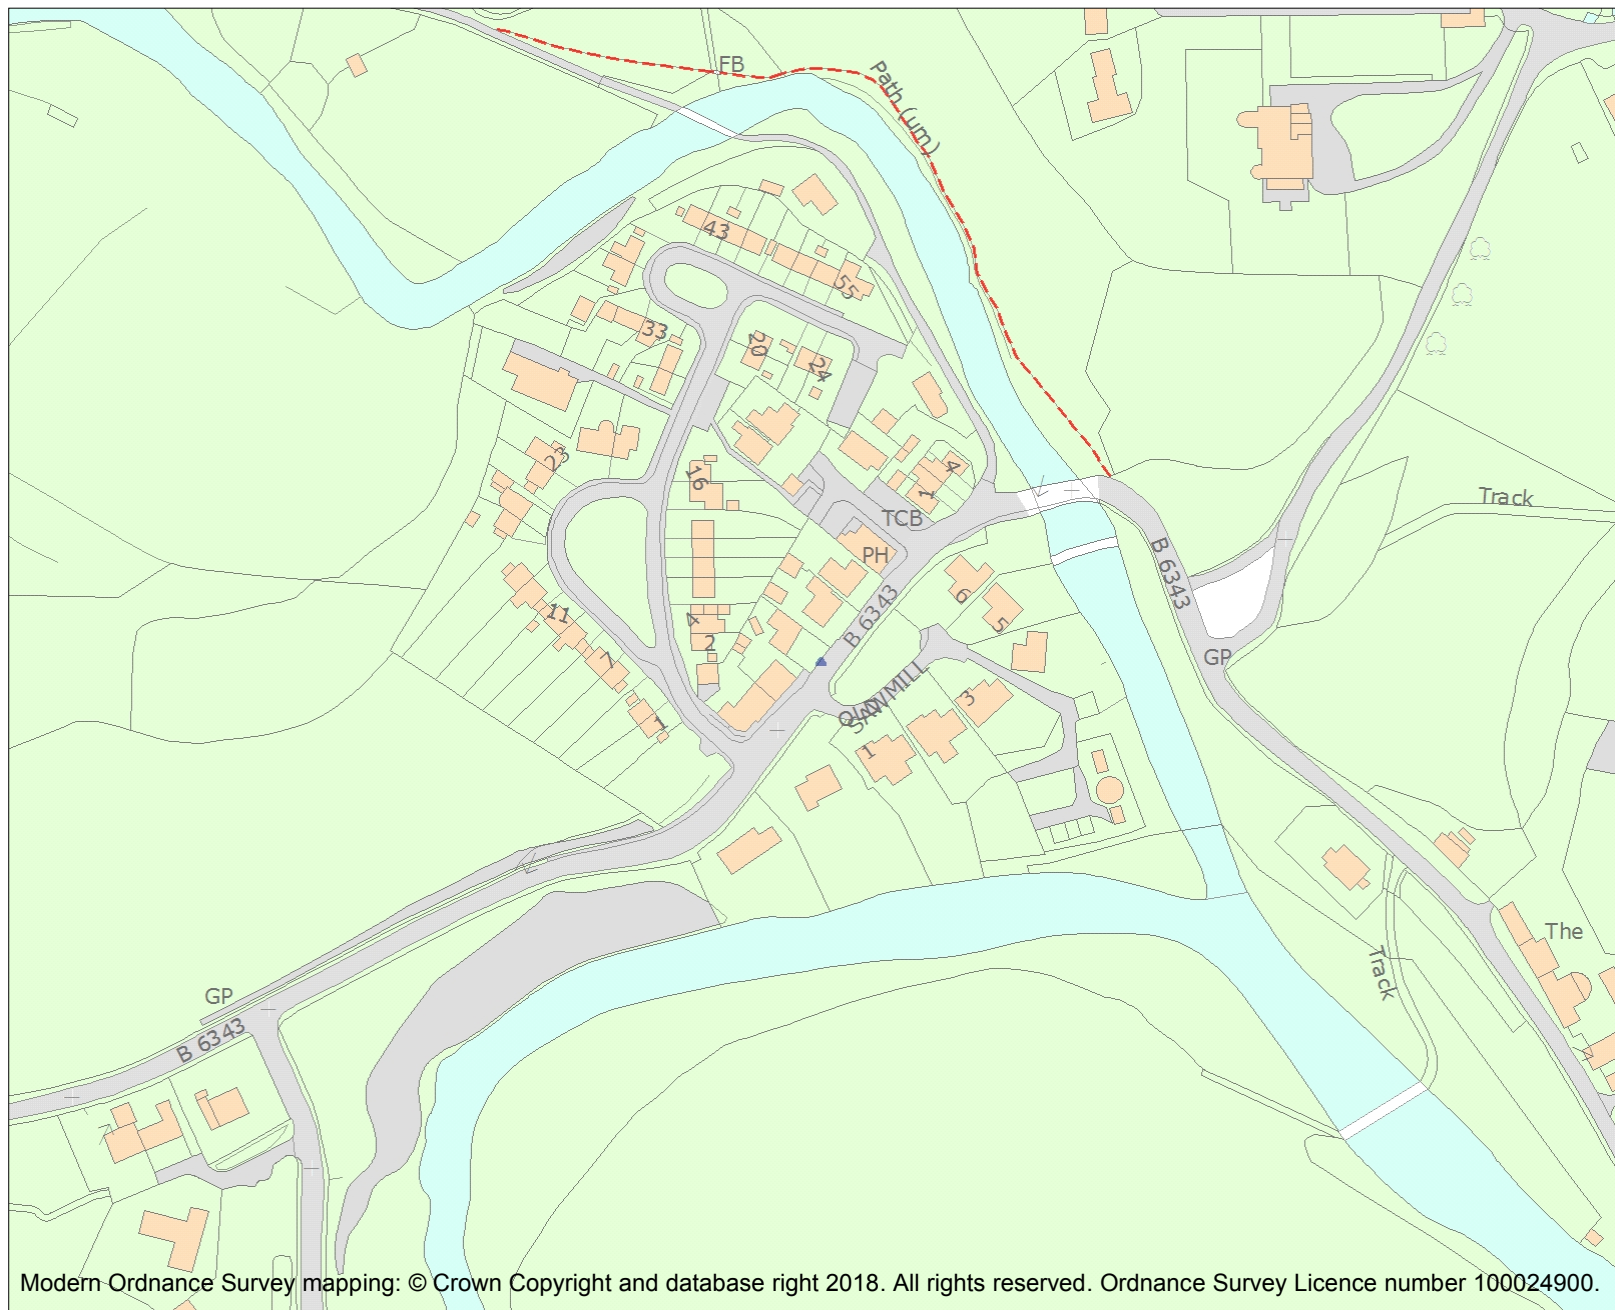 FB
Path (um)
43
55
33
20
24
23
16
4
1
TCB
PH
Track
B 6343
11
4
2
7
1
B 6343
6
5
GP
OLD
SAWMILL
3
1
The
Track
GP
B 6343
Modern Ordnance Survey mapping: © Crown Copyright and database right 2018. All rights reserved. Ordnance Survey Licence number 100024900.